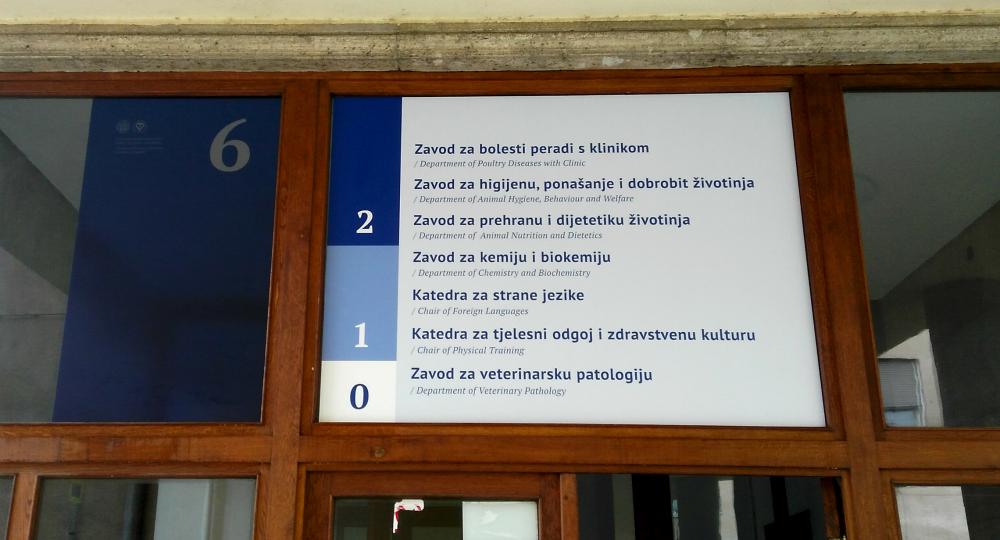 6
2
Zavod za bolesti peradi s klinikom
/ Department of Poultry Diseases with Clinic
Zavod za higijenu, ponašanje i dobrobit životinja
/ Department of Animal Hygiene, Behaviour and Welfare
Zavod za prehranu i dijetetiku životinja
/ Department of Animal Nutrition and Dietetics
1
Zavod za kemiju i biokemiju
/ Department of Chemistry and Biochemistry
Katedra za strane jezike
/ Chair of Foreign Languages
Katedra za tjelesni odgoj i zdravstvenu kulturu
/ Chair of Physical Training
0
Zavod za veterinarsku patologiju
/ Department of Veterinary Pathology